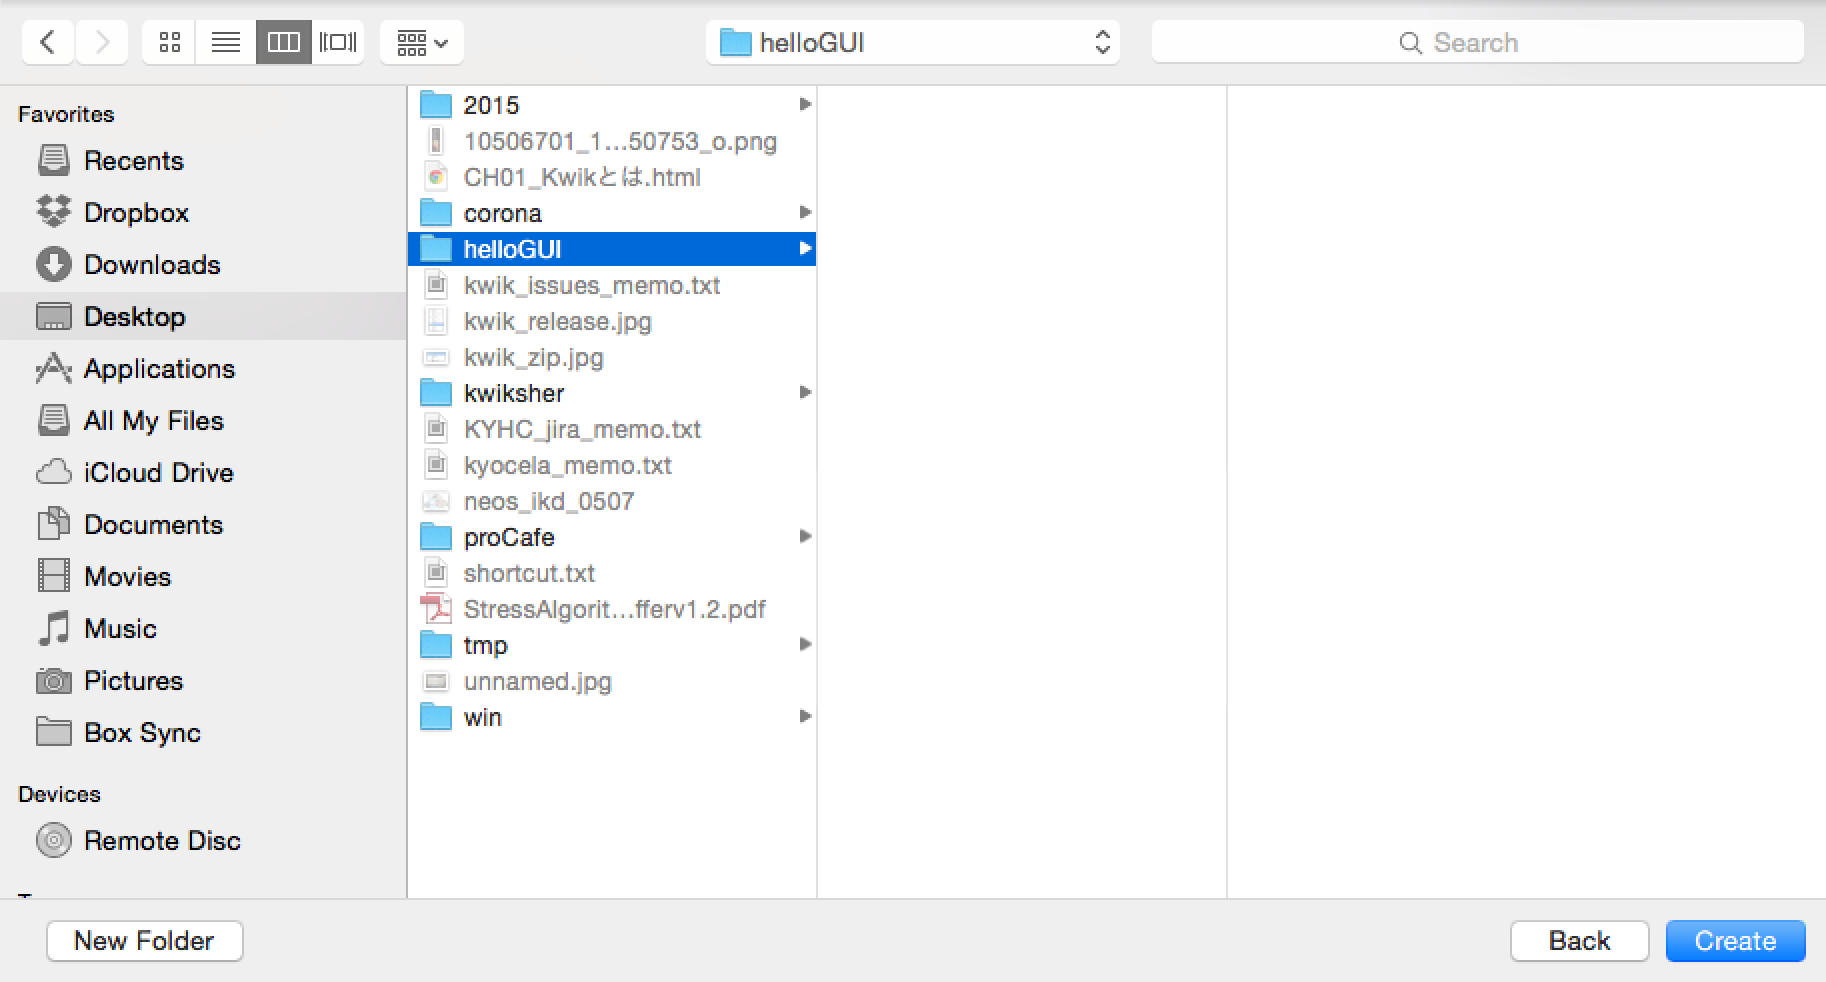 helloGUI
Search
Favorites
Recents
Dropbox
Downloads
Desktop
Applications
All My Files
iCloud Drive
Documents
Movies
Music
Pictures
Box Sync
Devices
Remote Disc
2015
10506701_1...50753_o.png
CH01_Kwikとは.html
corona
helloGUI
kwik_issues_memo.txt
kwik_release.jpg
kwik_zip.jpg
kwiksher
KYHC_jira_memo.txt
kyocela_memo.txt
neos_ikd_0507
proCafe
shortcut.txt
StressAlgorit...fferv1.2.pdf
tmp
unnamed.jpg
win
New Folder
Back
Create